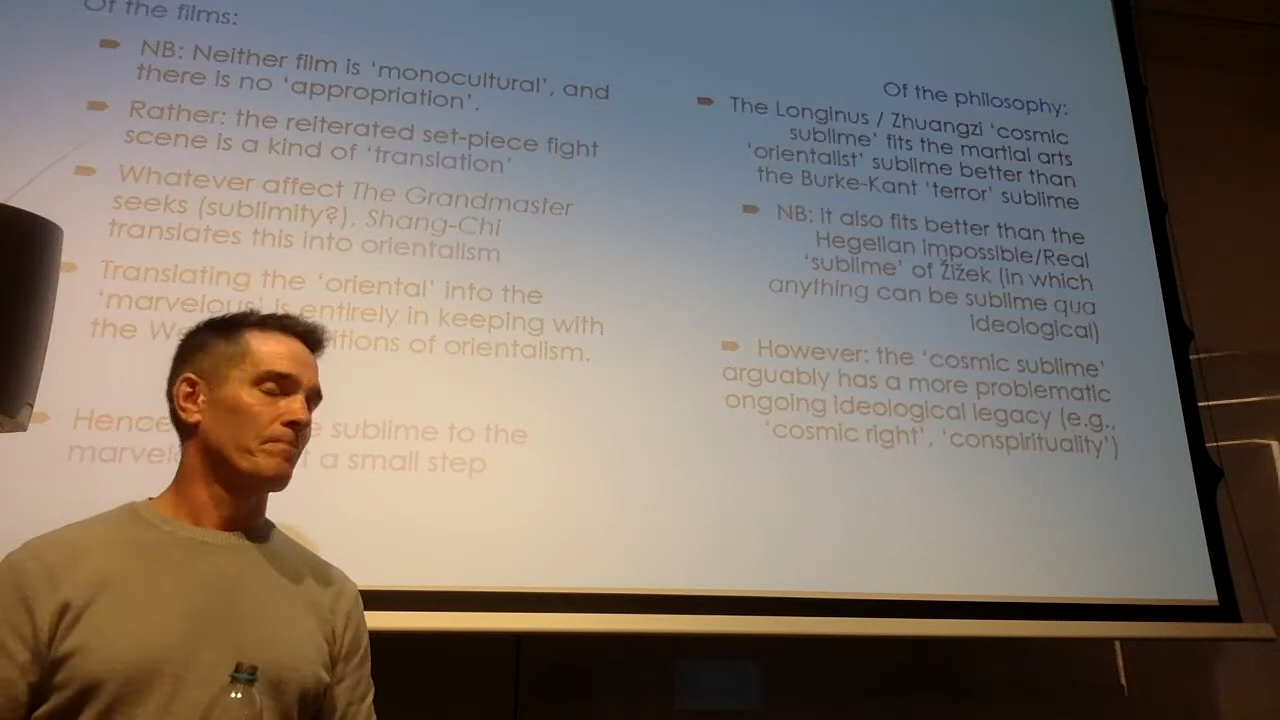 Of the films:
NB: Neither film is 'monocultural', and
there is no 'appropriation'.
Rather: the reiterated set-piece fight
scene is a kind of 'translation'
Whatever affect The Grandmaster
seeks (sublimity?), Shang-Chi
translates this into orientalism
Translating the 'oriental' into the
'marvelous' is entirely in keeping with
the itions of orientalism.
Hence sublime to the
a small step
Of the philosophy:
The Longinus / Zhuangzi 'cosmic
sublime' fits the martial arts
'orientalist' sublime better than
the Burke-Kant 'terror' sublime
NB: It also fits better than the
Hegelian Impossible/Real
'sublime' of Žižek (in which
anything can be sublime qua
ideological)
However: the 'cosmic sublime'
arguably has a more problematic
ongoing ideological legacy (e.g.,
'cosmic right', 'conspirituality')